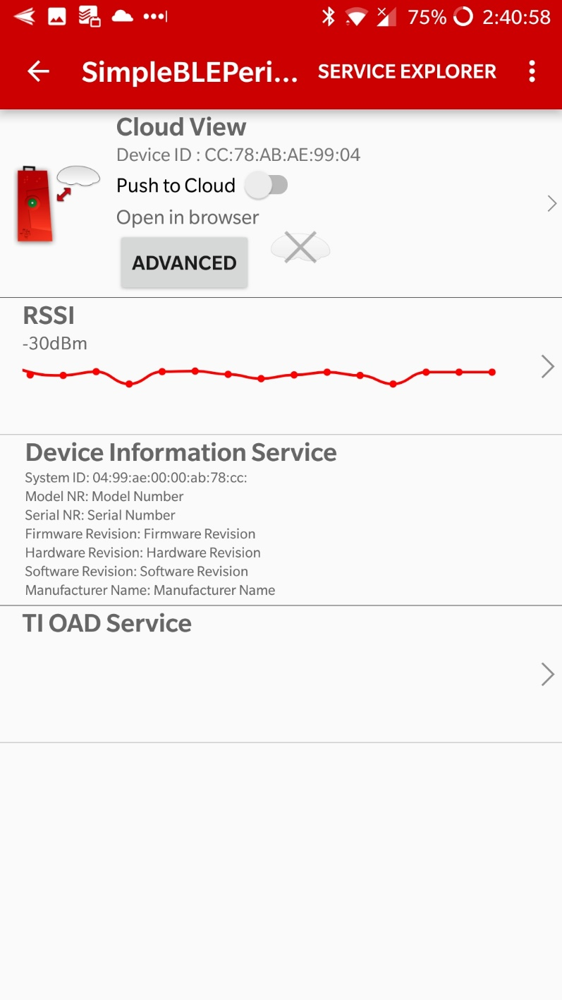 75% 2:40:58
SimpleBLEPeri... SERVICE EXPLORER
Cloud View
Device ID : CC:78:AB:AE:99:04
Push to Cloud
Open in browser
ADVANCED
RSSI
-30dBm
Device Information Service
System ID: 04:99:ae:00:00:ab:78:cc:
Model NR: Model Number
Serial NR: Serial Number
Firmware Revision: Firmware Revision
Hardware Revision: Hardware Revision
Software Revision: Software Revision
Manufacturer Name: Manufacturer Name
TI OAD Service